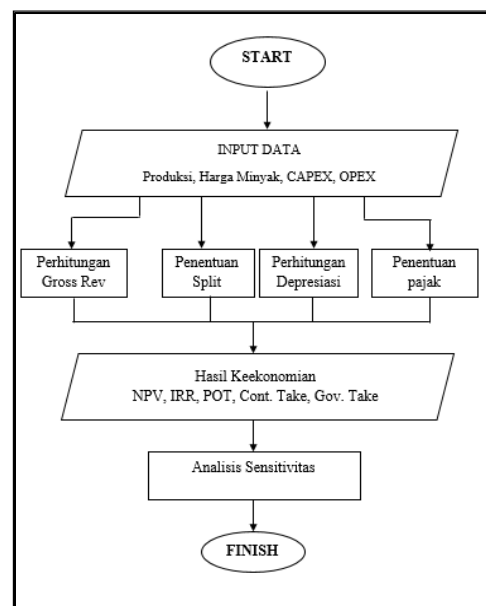 START
INPUT DATA
Produksi, Harga Minyak, CAPEX, OPEX
Perhitungan
Gross Rev
Penentuan
Split
Perhitungan
Depresiasi
Penentuan
pajak
Hasil Keekonomian
NPV, IRR, POT, Cont. Take, Gov. Take
Analisis Sensitivitas
FINISH